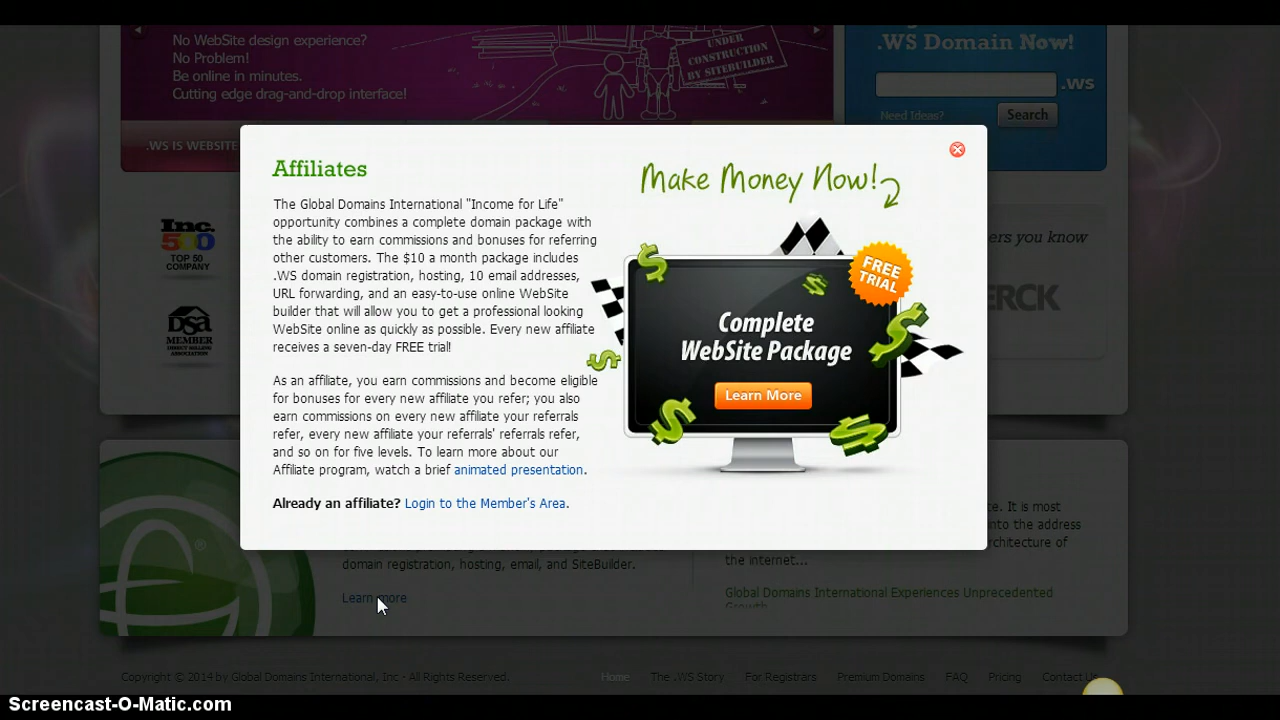 No WebSite design experience?
No Problem!
Be online in minutes.
Cutting edge drag-and-drop interface!
UNDER
CONSTRUCTION
BY SITEBUILDER
.WS Domain Now!
.ws
Need Ideas?
Search
.WS IS WEBSITE
Affiliates
The Global Domains International "Income for Life"
opportunity combines a complete domain package with
the ability to earn commissions and bonuses for referring
other customers. The $10 a month package includes
.WS domain registration, hosting, 10 email addresses,
URL forwarding, and an easy-to-use online WebSite
builder that will allow you to get a professional looking
WebSite online as quickly as possible. Every new affiliate
receives a seven-day FREE trial!
As an affiliate, you earn commissions and become eligible
for bonuses for every new affiliate you refer; you also
earn commissions on every new affiliate your referrals
refer, every new affiliate your referrals' referrals refer,
and so on for five levels. To learn more about our
Affiliate program, watch a brief animated presentation.
Already an affiliate? Login to the Member's Area.
Make Money Now!
FREE
TRIAL
Complete
WebSite Package
Learn More
Inc.
500
TOP 50
COMPANY
DSA
MEMBER
DIRECT SELLING
ASSOCIATION
ers you know
ERCK
domain registration, hosting, email, and SiteBuilder.
Learn more
te. It is most
nto the address
rchitecture of
the internet...
Global Domains International Experiences Unprecedented
Growth
Copyright © 2014 by Global Domains International, Inc - All Rights Reserved.
Home
The .WS Story
For Registrars
Premium Domains
FAQ
Pricing
Contact Us
Screencast-O-Matic.com